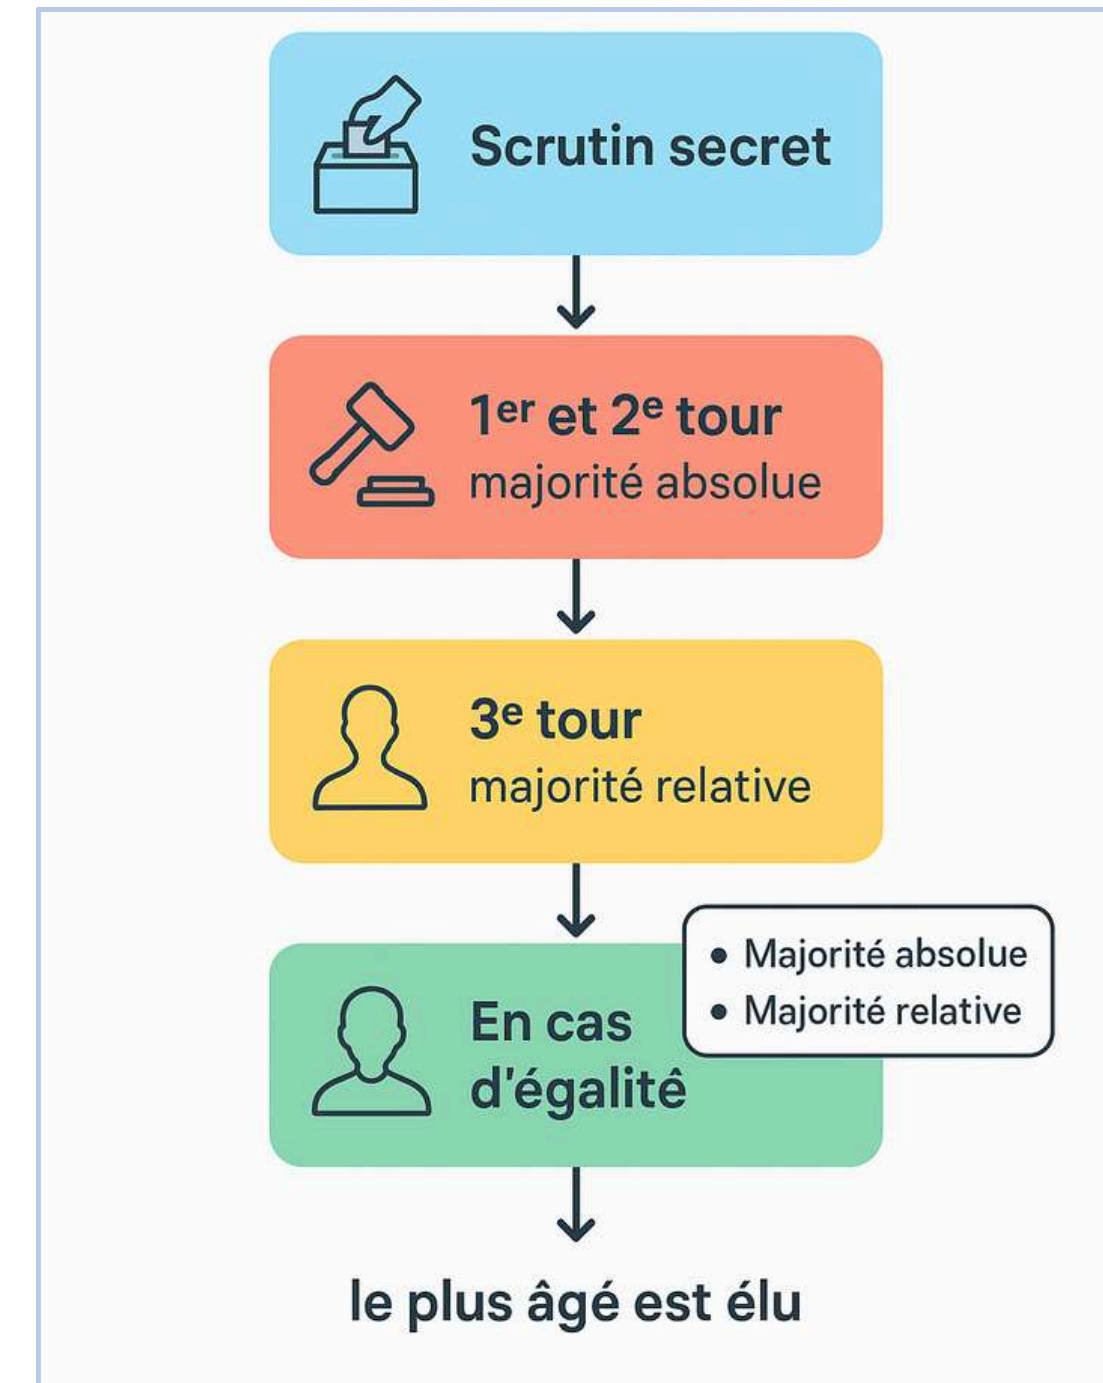 Scrutin secret
1er et 2e tour
majorité absolue
3e tour
majorité relative
• Majorité absolue
• Majorité relative
En cas
d'égalitê
le plus âgé est élu